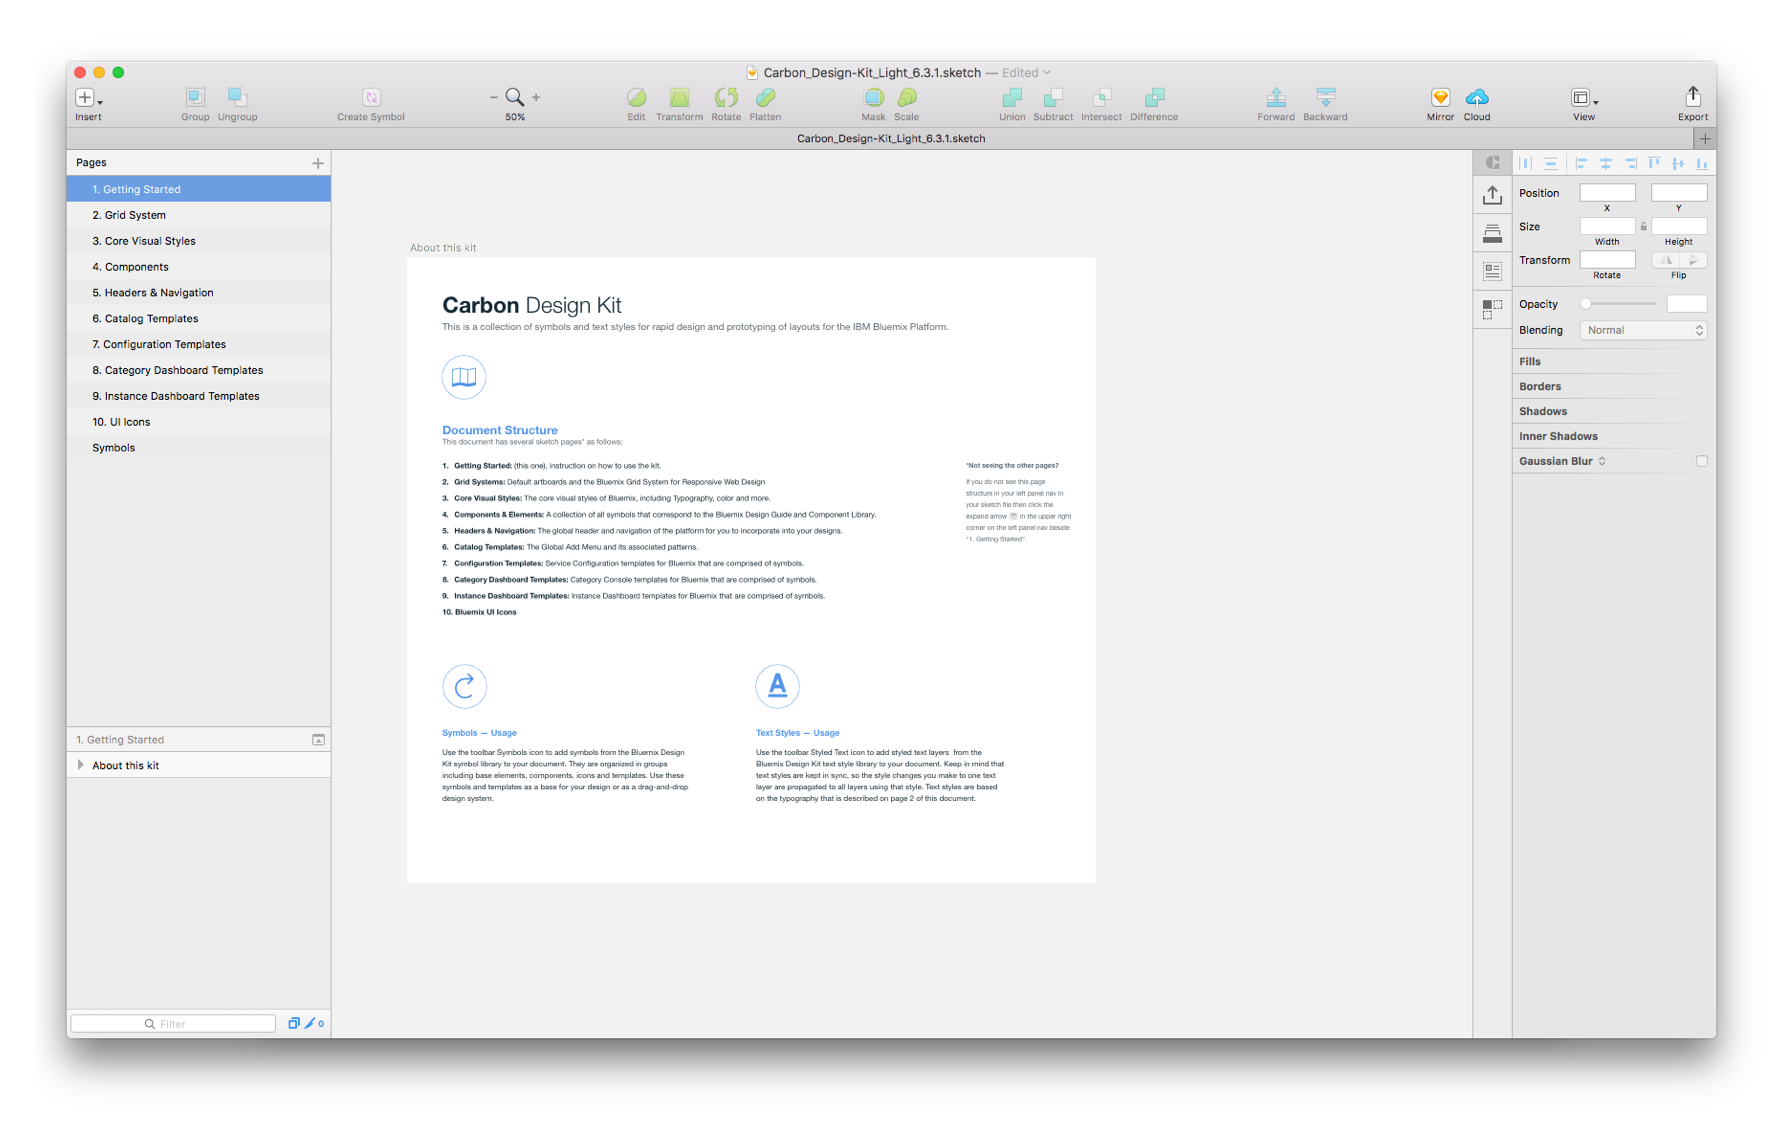 Carbon_Design-Kit_Light_6.3.1.sketch — Edited
Insert
Group
Ungroup
Create Symbol
50%
Edit
Transform
Rotate
Flatten
Mask
Scale
Union
Subtract
Intersect
Difference
Forward
Backward
Mirror
Cloud
View
Export
Carbon_Design-Kit_Light_6.3.1.sketch
Pages
1. Getting Started
2. Grid System
3. Core Visual Styles
4. Components
5. Headers & Navigation
6. Catalog Templates
7. Configuration Templates
8. Category Dashboard Templates
9. Instance Dashboard Templates
10. UI Icons
Symbols
1. Getting Started
About this kit
Filter
0
About this kit
Carbon Design Kit
This is a collection of symbols and text styles for rapid design and prototyping of layouts for the IBM Bluemix Platform.
Document Structure
This document has several sketch pages* as follows:
1. Getting Started: (this one), instruction on how to use the kit.
2. Grid Systems: Default artboards and the Bluemix Grid System for Responsive Web Design
3. Core Visual Styles: The core visual styles of Bluemix, including Typography, color and more.
4. Components & Elements: A collection of all symbols that correspond to the Bluemix Design Guide and Component Library.
5. Headers & Navigation: The global header and navigation of the platform for you to incorporate into your designs.
6. Catalog Templates: The Global Add Menu and its associated patterns.
7. Configuration Templates: Service Configuration templates for Bluemix that are comprised of symbols.
8. Category Dashboard Templates: Category Console templates for Bluemix that are comprised of symbols.
9. Instance Dashboard Templates: Instance Dashboard templates for Bluemix that are comprised of symbols.
10. Bluemix UI Icons
*Not seeing the other pages?
If you do not see this page
structure in your left panel nav in
your sketch file then click the
expand arrow in the upper right
corner on the left panel nav beside
"1. Getting Started".
Symbols — Usage
Use the toolbar Symbols icon to add symbols from the Bluemix Design
Kit symbol library to your document. They are organized in groups
including base elements, components, icons and templates. Use these
symbols and templates as a base for your design or as a drag-and-drop
design system.
A
Text Styles — Usage
Use the toolbar Styled Text icon to add styled text layers from the
Bluemix Design Kit text style library to your document. Keep in mind that
text styles are kept in sync, so the style changes you make to one text
layer are propagated to all layers using that style. Text styles are based
on the typography that is described on page 2 of this document.
Position
X
Y
Size
Width
Height
Transform
Rotate
Flip
Opacity
Blending
Normal
Fills
Borders
Shadows
Inner Shadows
Gaussian Blur